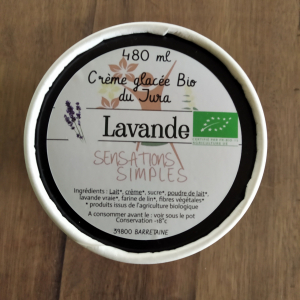 480 ml
Crème glacée Bio
du Jura
Lavande
SENSATIONS
SIMPLES
Ingrédients : Lait*, crème*, sucre*, poudre de lait*,
lavande vraie*, farine de lin*, fibres végétales*
* produits issus de l'agriculture biologique
A consommer avant le : voir sous le pot
Conservation -18°c
39800 BARRETAINE